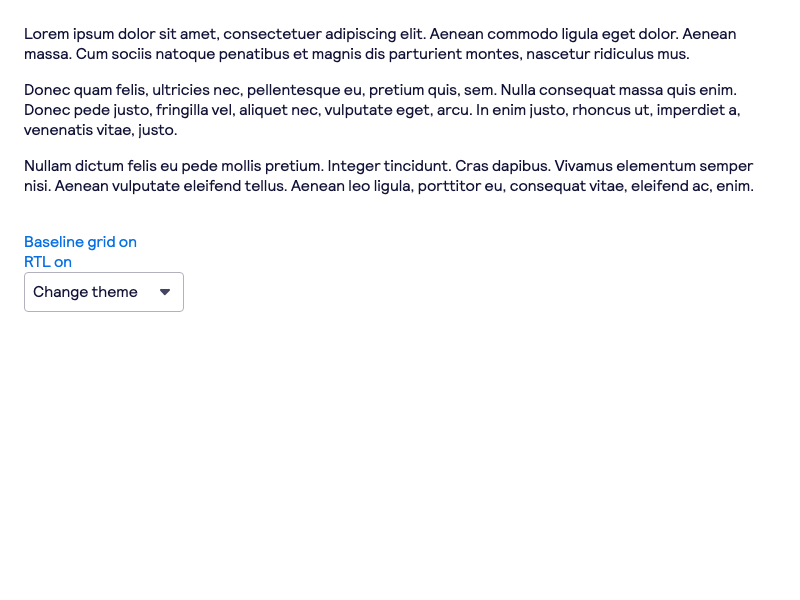 Lorem ipsum dolor sit amet, consectetuer adipiscing elit. Aenean commodo ligula eget dolor. Aenean
massa. Cum sociis natoque penatibus et magnis dis parturient montes, nascetur ridiculus mus.
Donec quam felis, ultricies nec, pellentesque eu, pretium quis, sem. Nulla consequat massa quis enim.
Donec pede justo, fringilla vel, aliquet nec, vulputate eget, arcu. In enim justo, rhoncus ut, imperdiet a,
venenatis vitae, justo.
Nullam dictum felis eu pede mollis pretium. Integer tincidunt. Cras dapibus. Vivamus elementum semper
nisi. Aenean vulputate eleifend tellus. Aenean leo ligula, porttitor eu, consequat vitae, eleifend ac, enim.
Baseline grid on
RTL on
Change theme